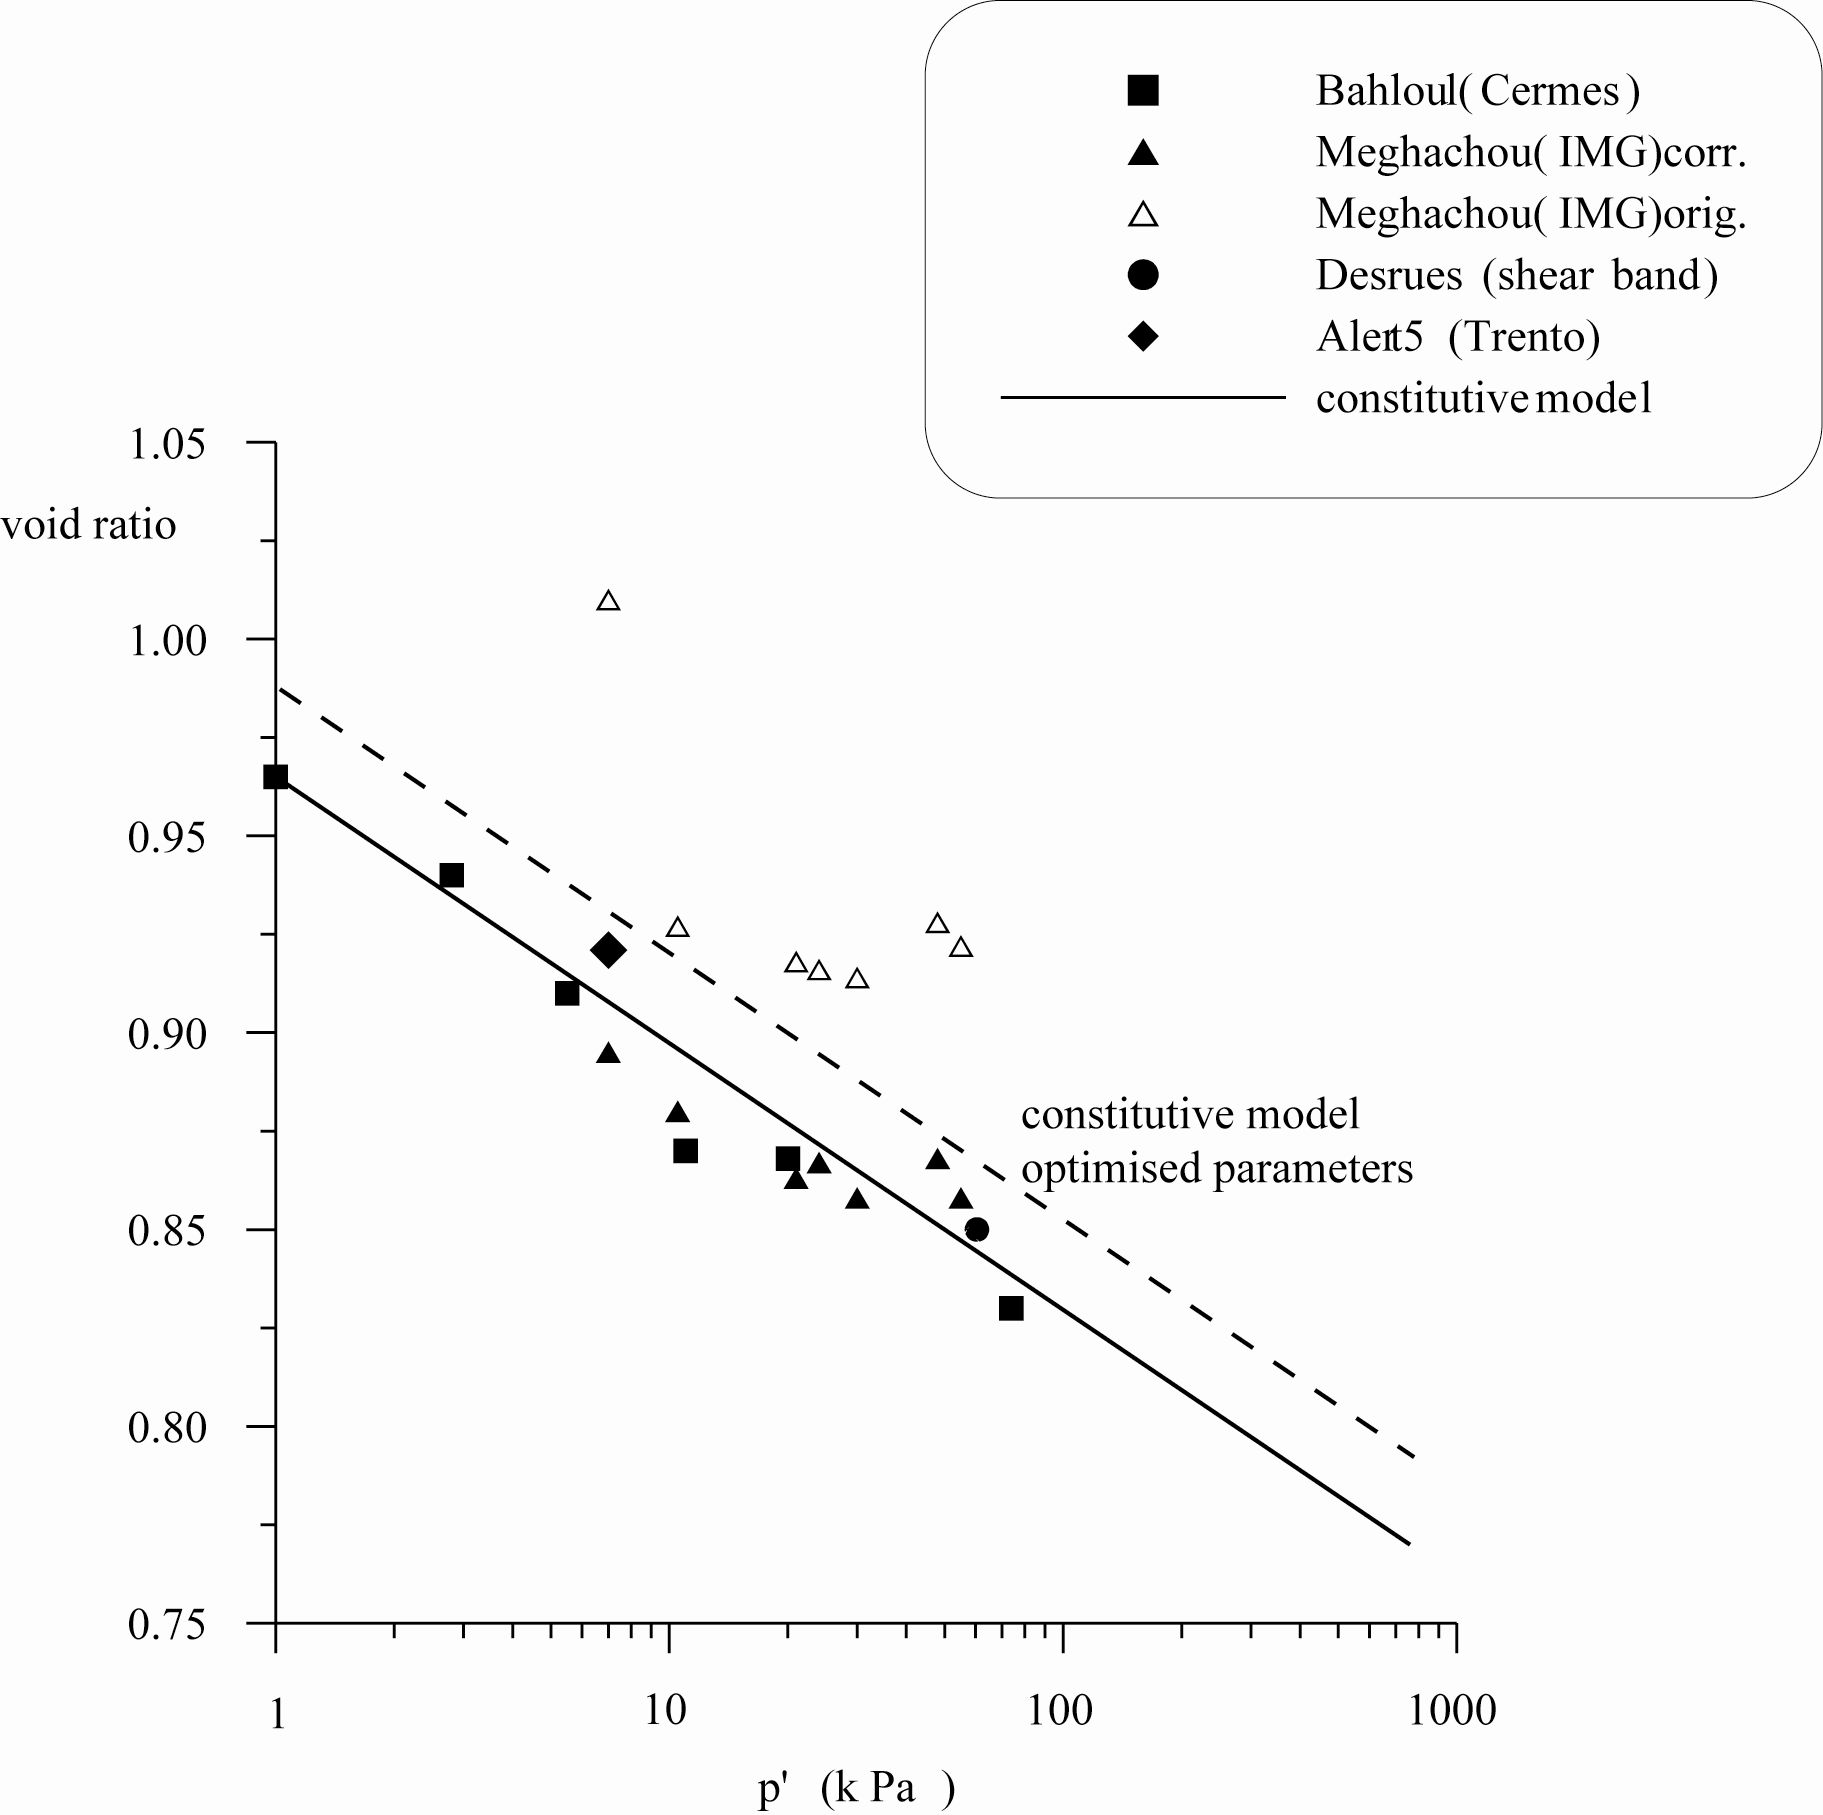 Bahloul( Cermes )
Meghachou( IMG)corr.
Meghachou( IMG)orig.
Desrues (shear band)
Alert5 (Trento)
constitutive model
1.05
void ratio
1.00
0.95
0.90
constitutive model
optimised parameters
0.85
0.80
0.75
1 10 100 1000
p' (k Pa )